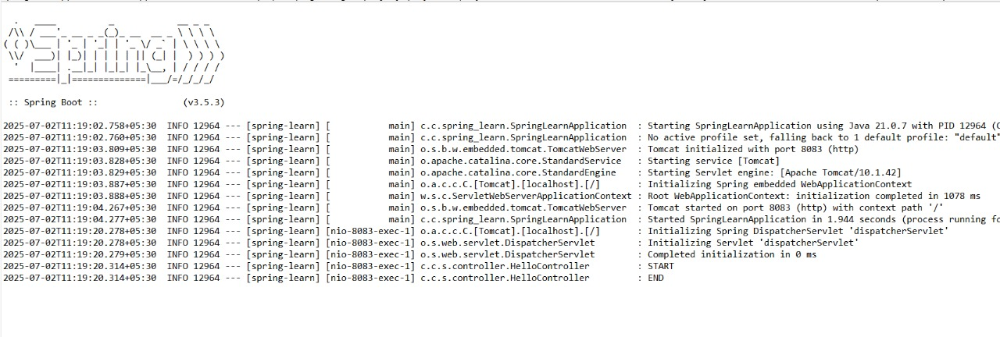 .   ____          _            __ _ _
 /\\ / ___'_ __ _ _(_)_ __  __ _ \ \ \ \
( ( )\___ | '_ | '_| | '_ \/ _` | \ \ \ \
 \\/  ___)| |_)| | | | | || (_| |  ) ) ) )
  '  |____| .__|_| |_|_| |_\__, | / / / /
 =========|_|==============|___/=/_/_/_/

 :: Spring Boot ::                (v3.5.3)

2025-07-02T11:19:02.758+05:30  INFO 12964 --- [spring-learn] [           main] c.c.spring_learn.SpringLearnApplication  : Starting SpringLearnApplication using Java 21.0.7 with PID 12964 (C
2025-07-02T11:19:02.760+05:30  INFO 12964 --- [spring-learn] [           main] c.c.spring_learn.SpringLearnApplication  : No active profile set, falling back to 1 default profile: "default"
2025-07-02T11:19:03.809+05:30  INFO 12964 --- [spring-learn] [           main] o.s.b.w.embedded.tomcat.TomcatWebServer  : Tomcat initialized with port 8083 (http)
2025-07-02T11:19:03.828+05:30  INFO 12964 --- [spring-learn] [           main] o.apache.catalina.core.StandardService   : Starting service [Tomcat]
2025-07-02T11:19:03.829+05:30  INFO 12964 --- [spring-learn] [           main] o.apache.catalina.core.StandardEngine    : Starting Servlet engine: [Apache Tomcat/10.1.42]
2025-07-02T11:19:03.887+05:30  INFO 12964 --- [spring-learn] [           main] o.a.c.c.C.[Tomcat].[localhost].[/]       : Initializing Spring embedded WebApplicationContext
2025-07-02T11:19:03.888+05:30  INFO 12964 --- [spring-learn] [           main] w.s.c.ServletWebServerApplicationContext : Root WebApplicationContext: initialization completed in 1078 ms
2025-07-02T11:19:04.267+05:30  INFO 12964 --- [spring-learn] [           main] o.s.b.w.embedded.tomcat.TomcatWebServer  : Tomcat started on port 8083 (http) with context path '/'
2025-07-02T11:19:04.277+05:30  INFO 12964 --- [spring-learn] [           main] c.c.spring_learn.SpringLearnApplication  : Started SpringLearnApplication in 1.944 seconds (process running fo
2025-07-02T11:19:20.278+05:30  INFO 12964 --- [spring-learn] [nio-8083-exec-1] o.a.c.c.C.[Tomcat].[localhost].[/]       : Initializing Spring DispatcherServlet 'dispatcherServlet'
2025-07-02T11:19:20.278+05:30  INFO 12964 --- [spring-learn] [nio-8083-exec-1] o.s.web.servlet.DispatcherServlet        : Initializing Servlet 'dispatcherServlet'
2025-07-02T11:19:20.279+05:30  INFO 12964 --- [spring-learn] [nio-8083-exec-1] o.s.web.servlet.DispatcherServlet        : Completed initialization in 0 ms
2025-07-02T11:19:20.314+05:30  INFO 12964 --- [spring-learn] [nio-8083-exec-1] c.c.s.controller.HelloController         : START
2025-07-02T11:19:20.314+05:30  INFO 12964 --- [spring-learn] [nio-8083-exec-1] c.c.s.controller.HelloController         : END